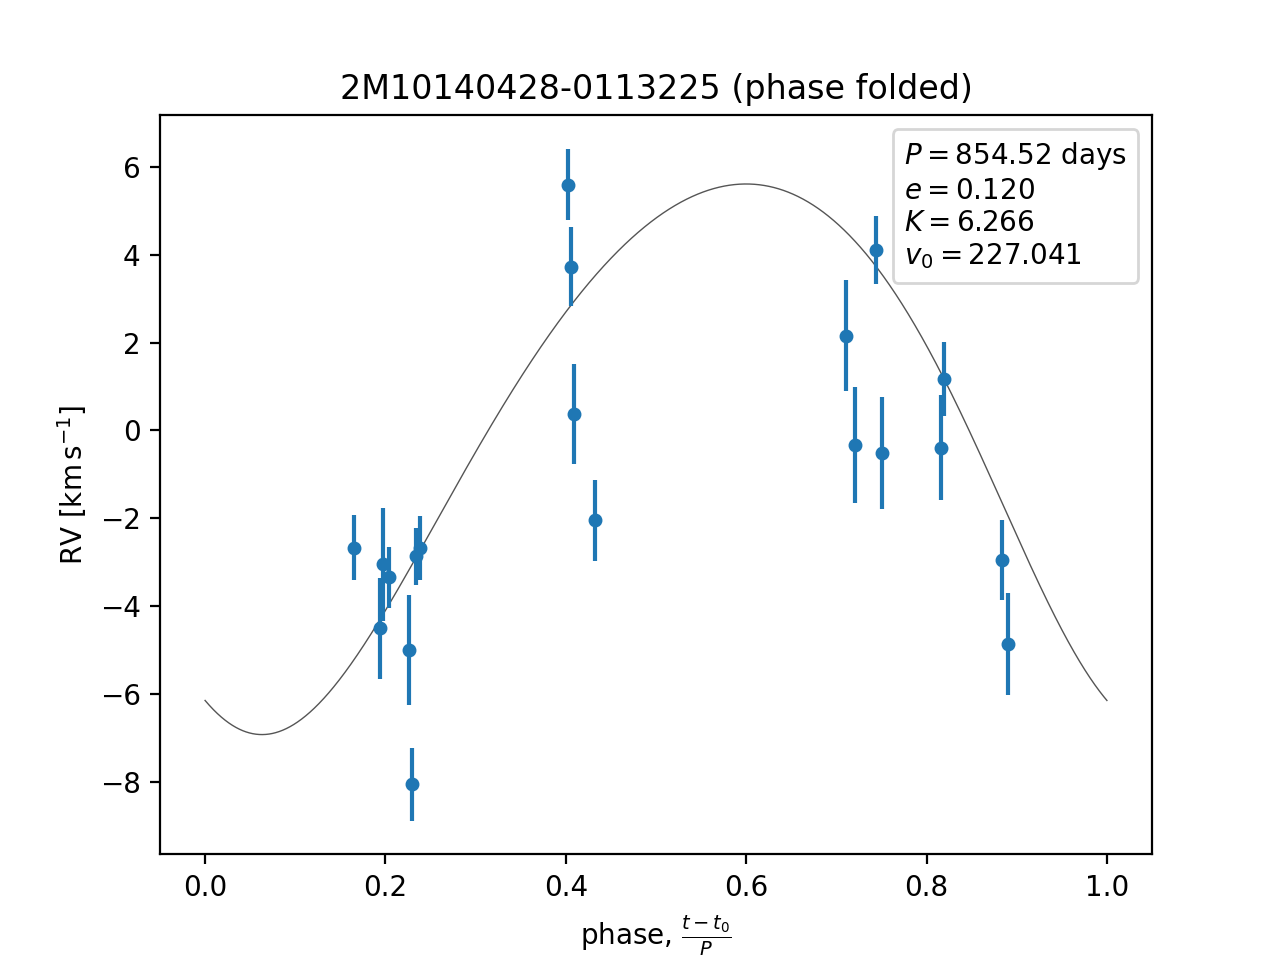 2M10140428-0113225 (phase folded)
P = 854.52 days
e = 0.120
K = 6.266
v₀ = 227.041
6
4
2
0
−2
−4
−6
−8
RV [km s⁻¹]
0.0 0.2 0.4 0.6 0.8 1.0
phase, (t − t₀)/P